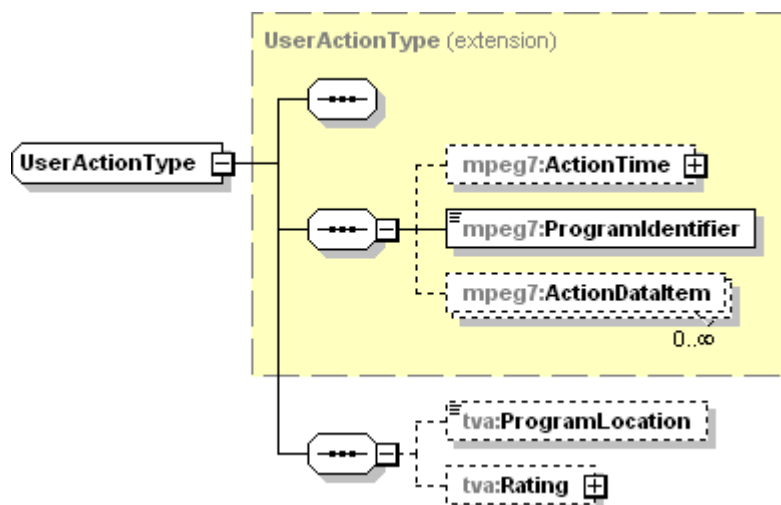 UserActionType (extension)
UserActionType
mpeg7:ActionTime
mpeg7:ProgramIdentifier
mpeg7:ActionDataItem
0..∞
tva:ProgramLocation
tva:Rating